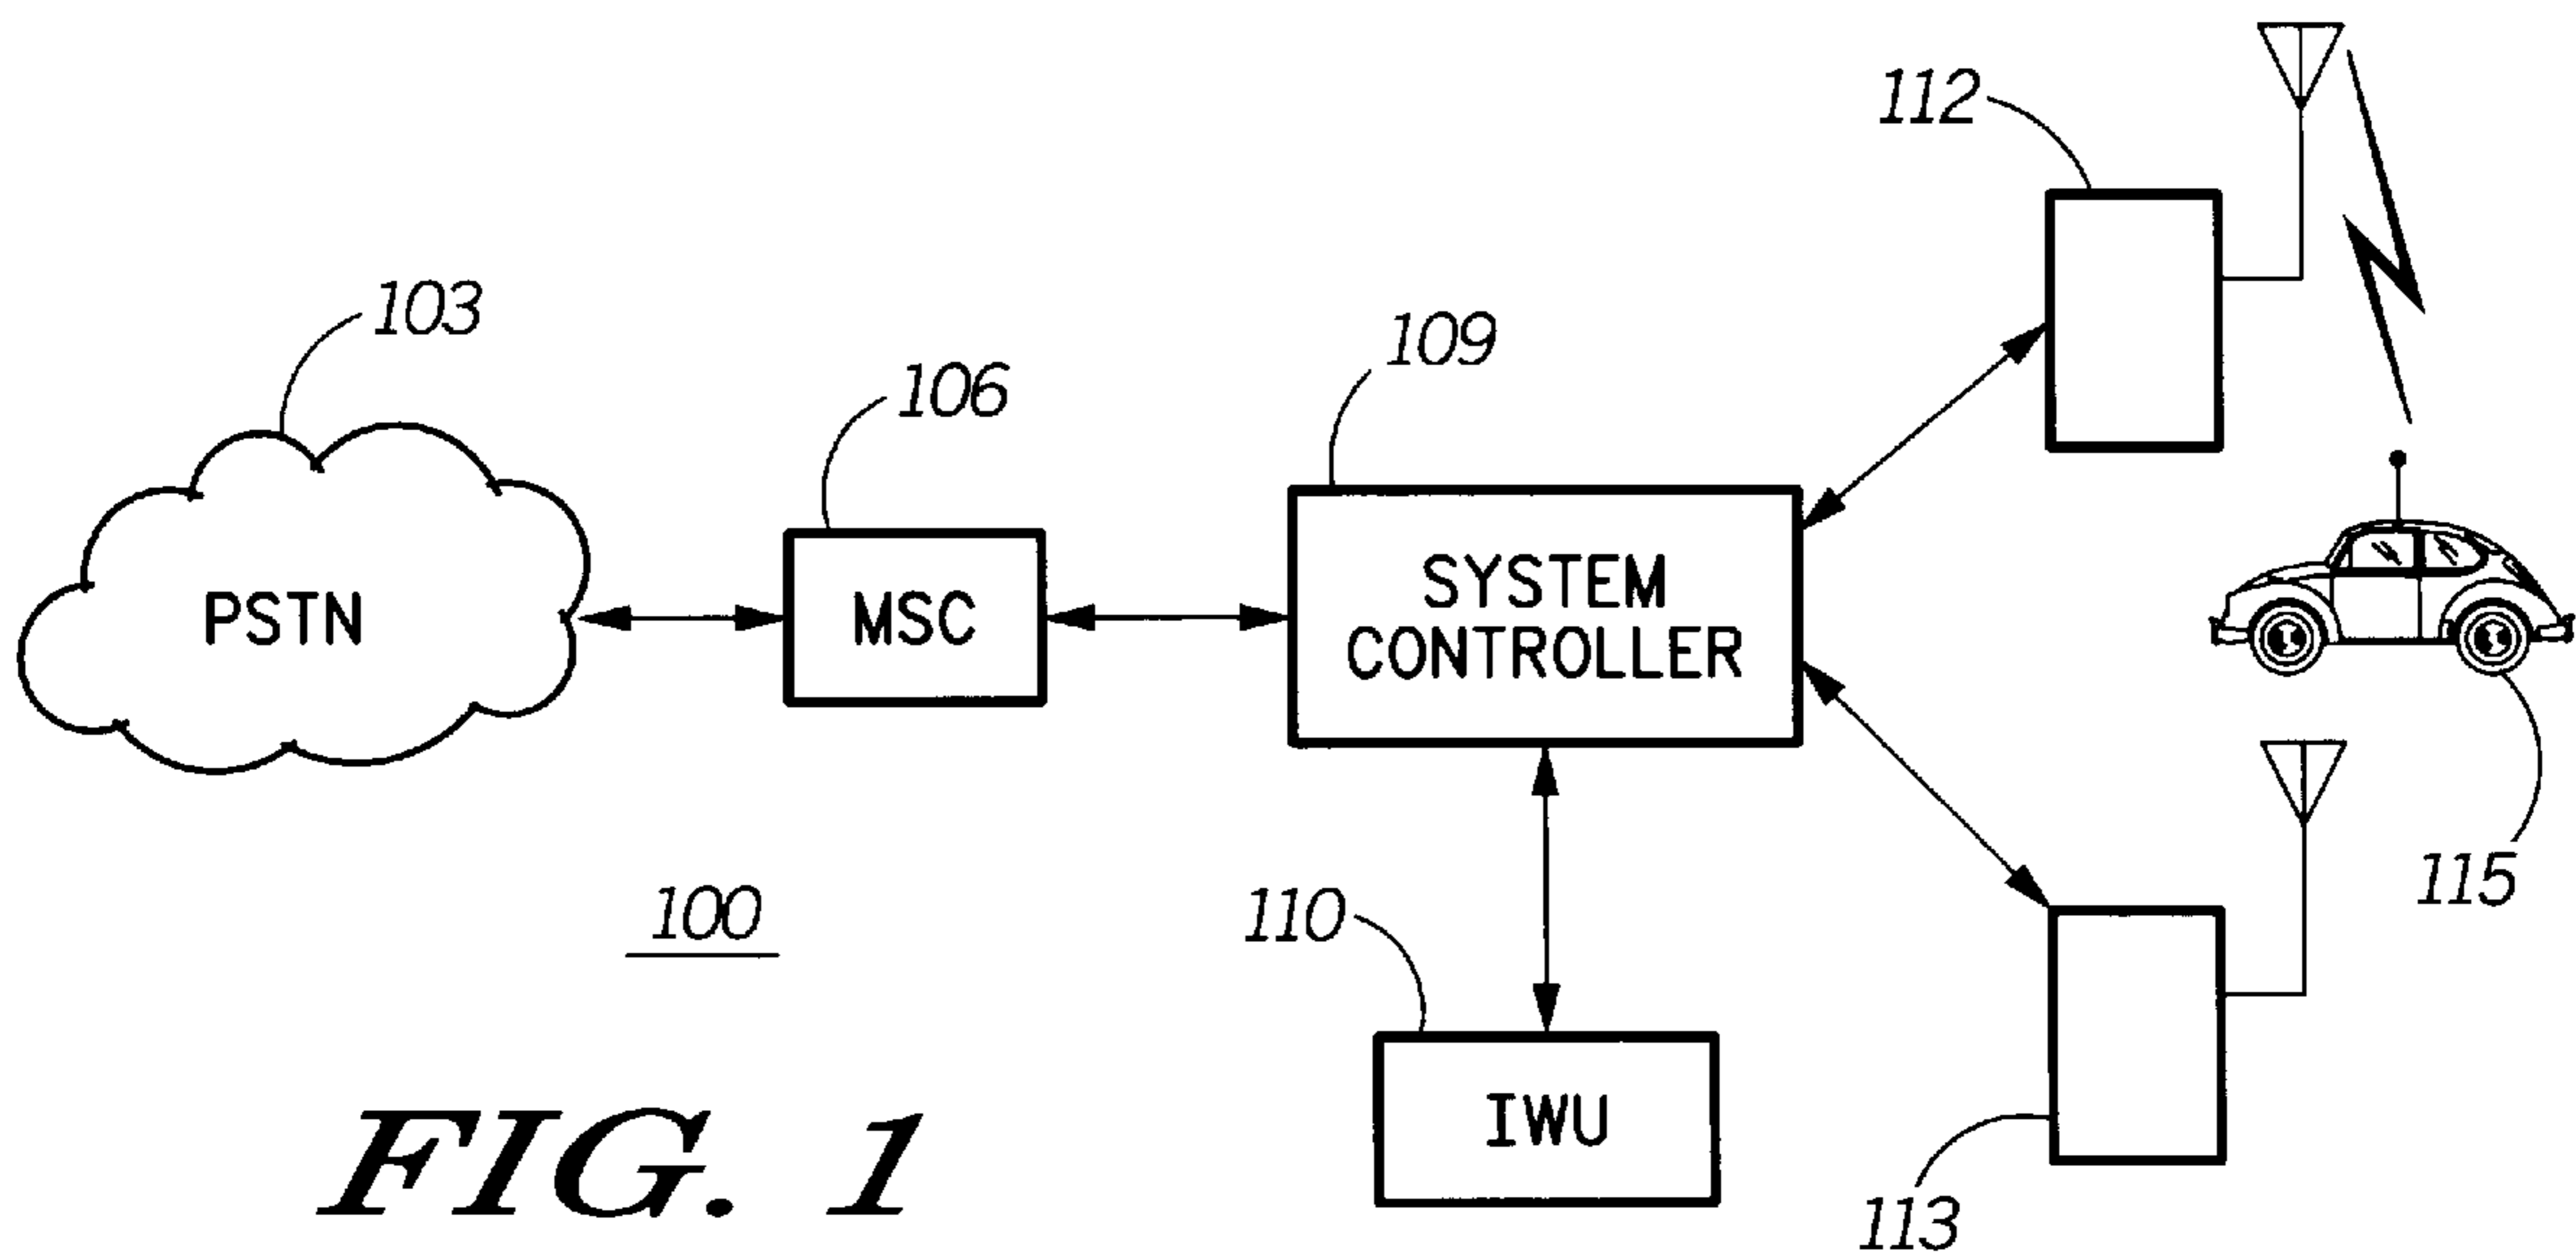 112
103
109
106
SYSTEM
PSTN
MSC
CONTROLLER
115
100
110
IWU
113
FIG. 1